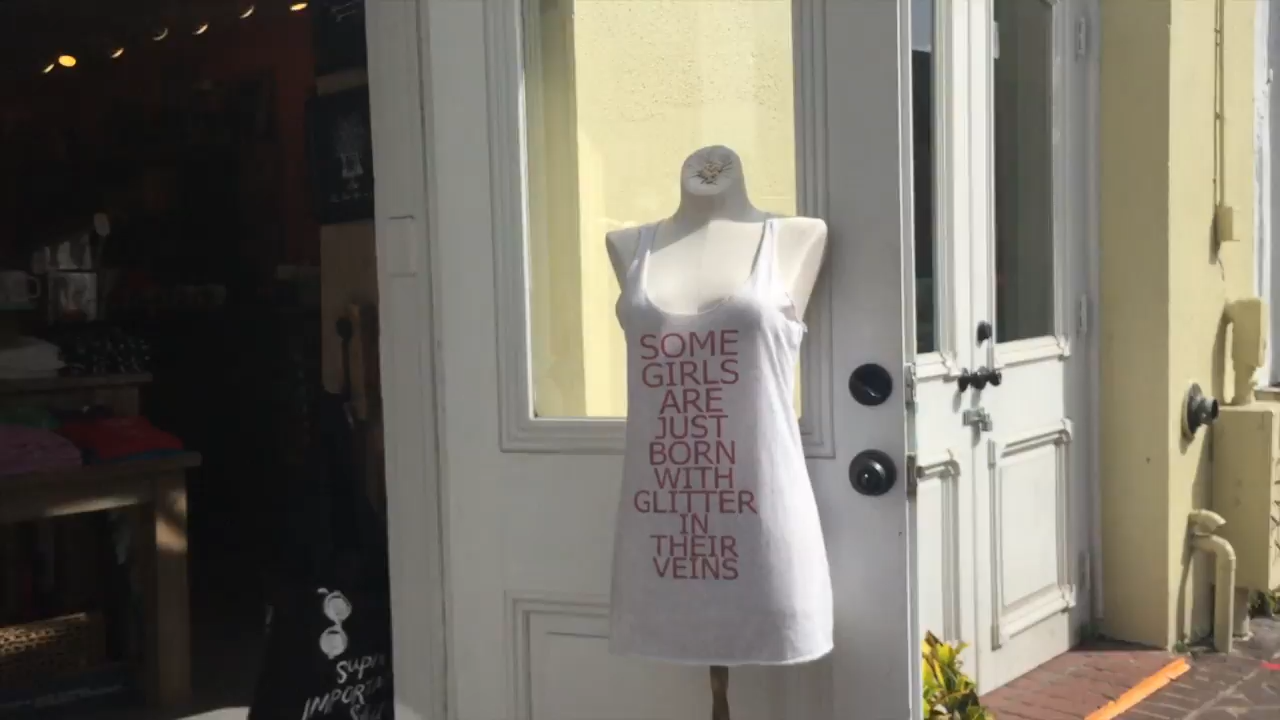 SOME
GIRLS
ARE
JUST
BORN
WITH
GLITTER
IN
THEIR
VEINS